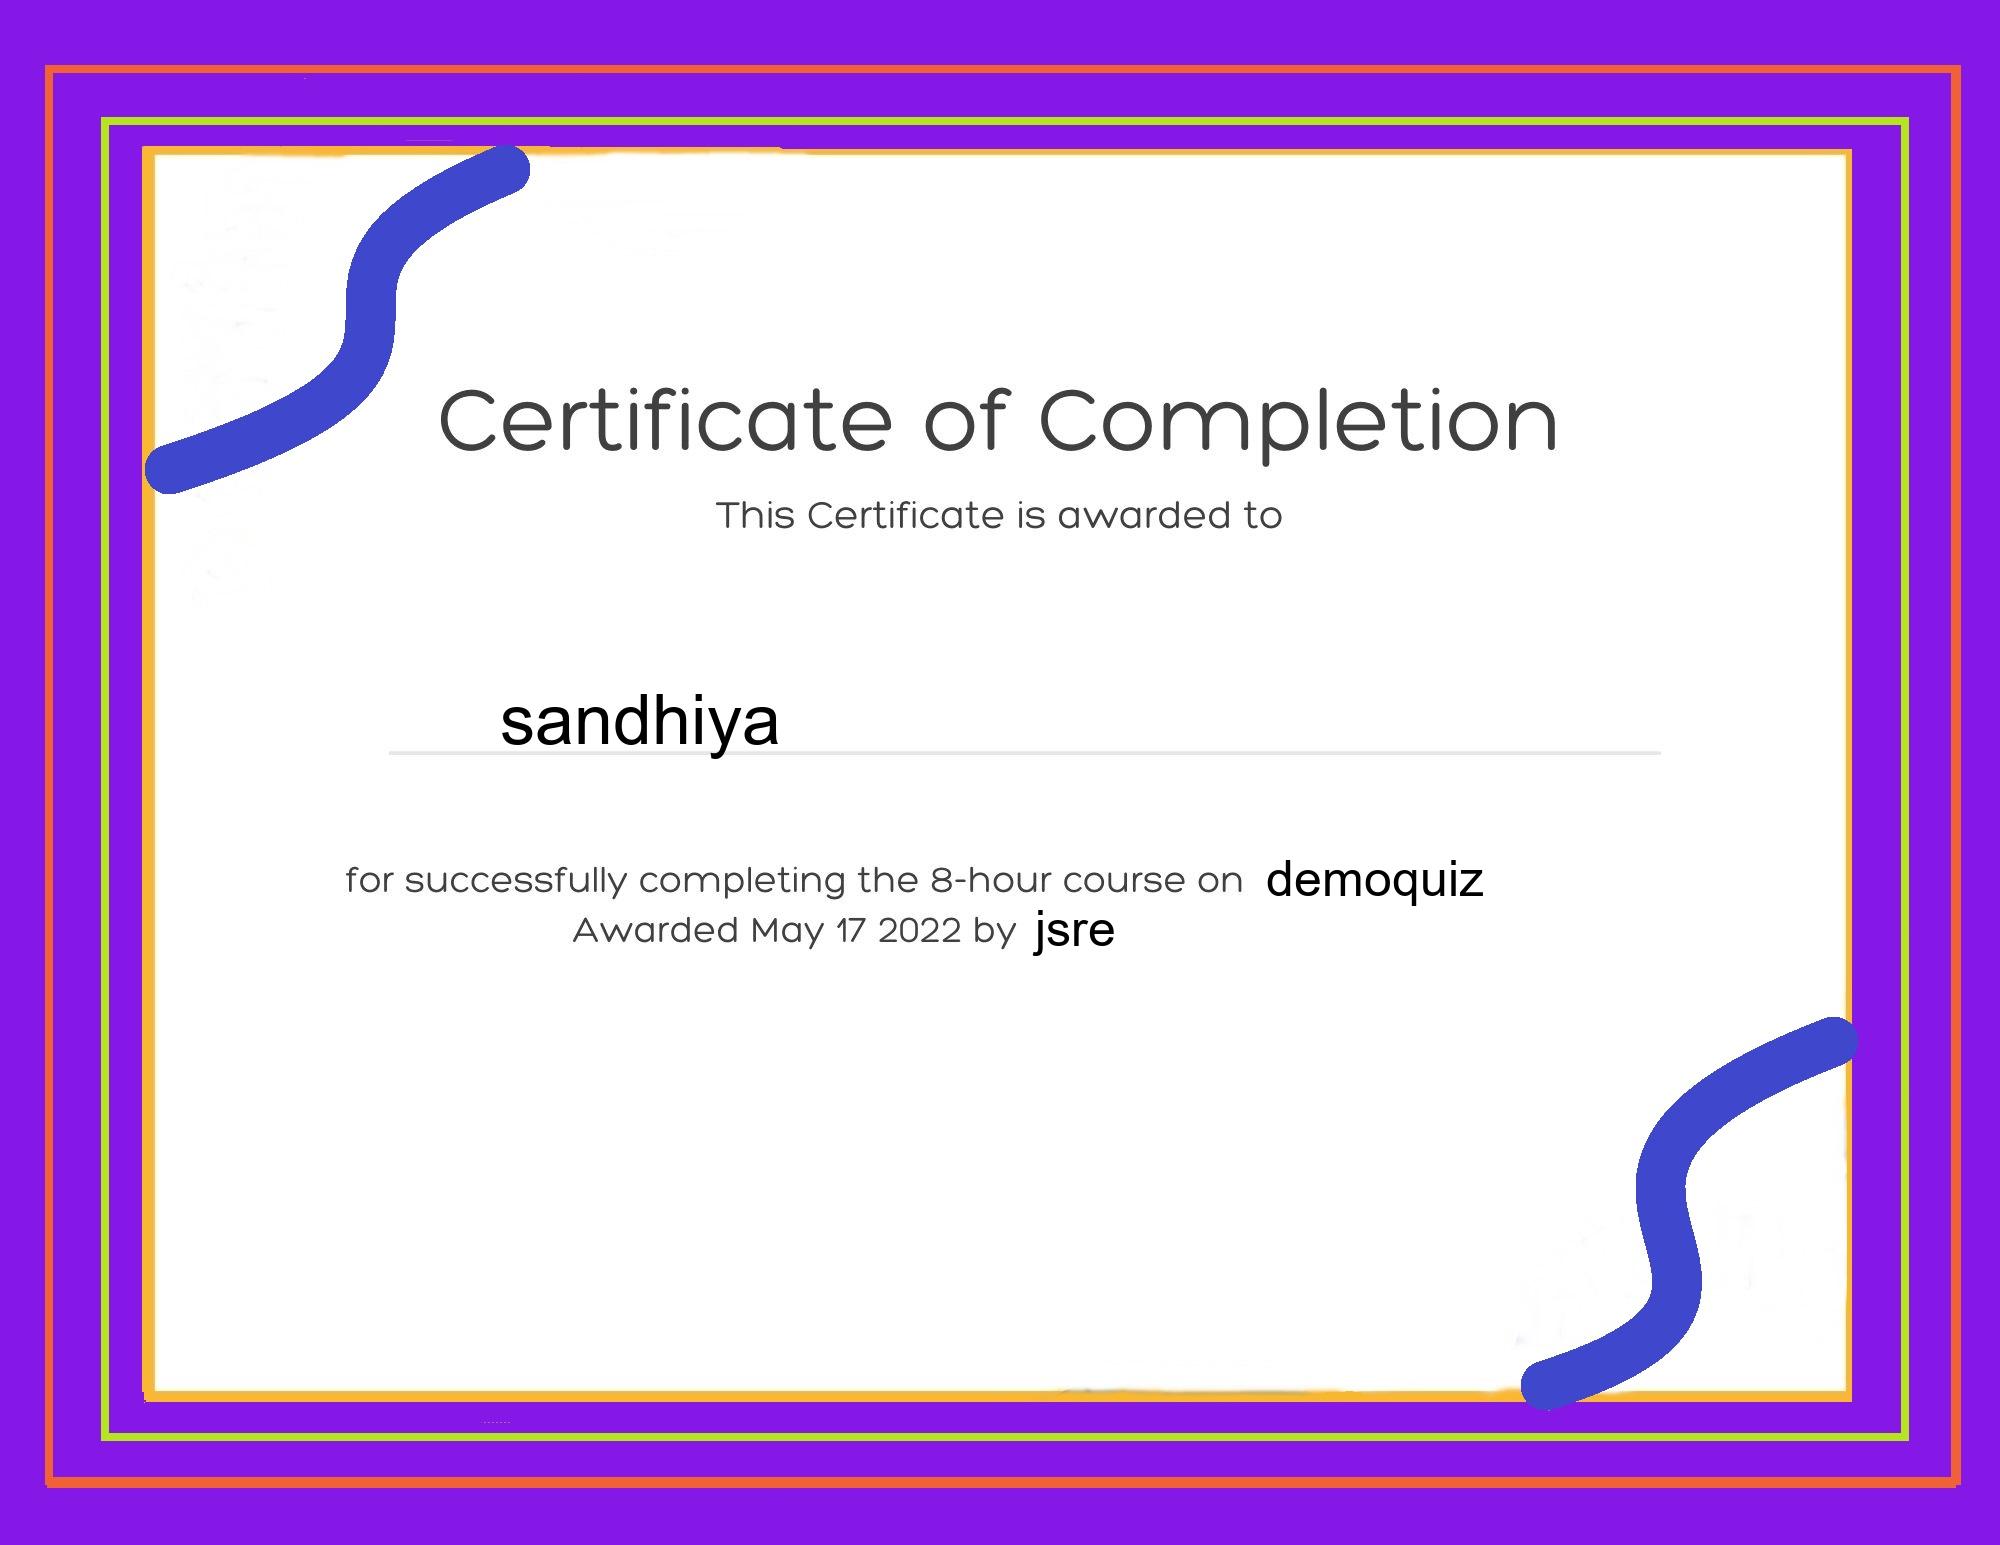 Certificate of Completion
This Certificate is awarded to
sandhiya
for successfully completing the 8-hour course on demoquiz
Awarded May 17 2022 by jsre